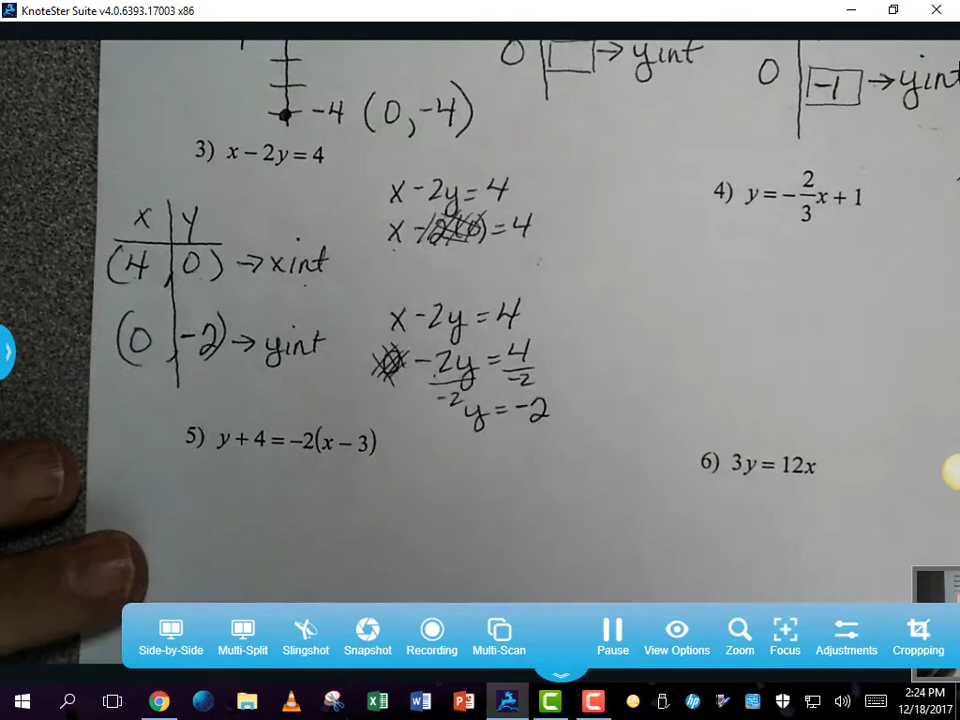 KnoteSter Suite v4.0.6393.17003 x86
0 → yint
0 -1 → yint
-4 (0, -4)
3) x - 2y = 4
x - 2y = 4
4) y = -2/3x + 1
x y
x - = 4
(4, 0) → x int
x - 2y = 4
(0, -2) → yint
-2y = 4
-2 -2
y = -2
5) y + 4 = -2(x - 3)
6) 3y = 12x
Side-by-Side Multi-Split Slingshot Snapshot Recording Multi-Scan Pause View Options Zoom Focus Adjustments Croppping
2:24 PM
12/18/2017